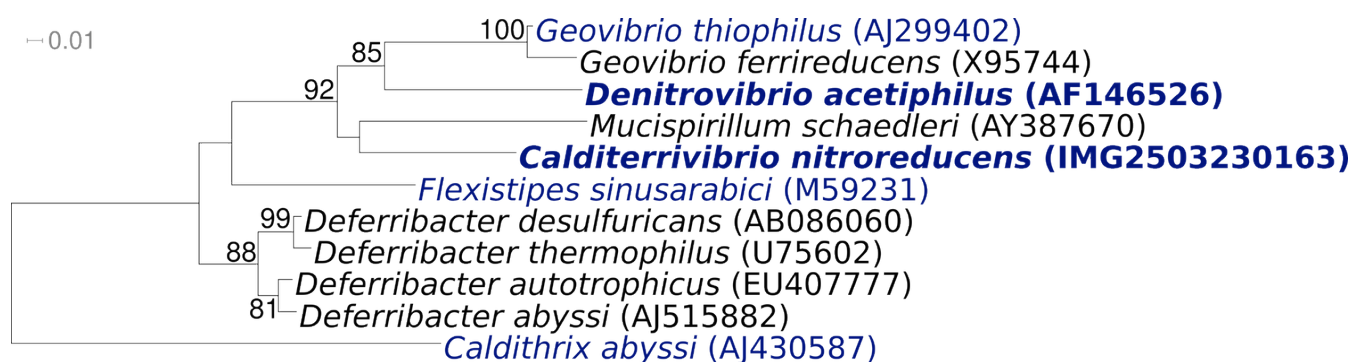 0.01
100 Geovibrio thiophilus (AJ299402)
85
Geovibrio ferrireducens (X95744)
92
Denitrovibrio acetiphilus (AF146526)
Mucispirillum schaedleri (AY387670)
Calditerrivibrio nitroreducens (IMG2503230163)
Flexistipes sinusarabici (M59231)
99 Deferribacter desulfuricans (AB086060)
88 Deferribacter thermophilus (U75602)
Deferribacter autotrophicus (EU407777)
81 Deferribacter abyssi (AJ515882)
Caldithrix abyssi (AJ430587)